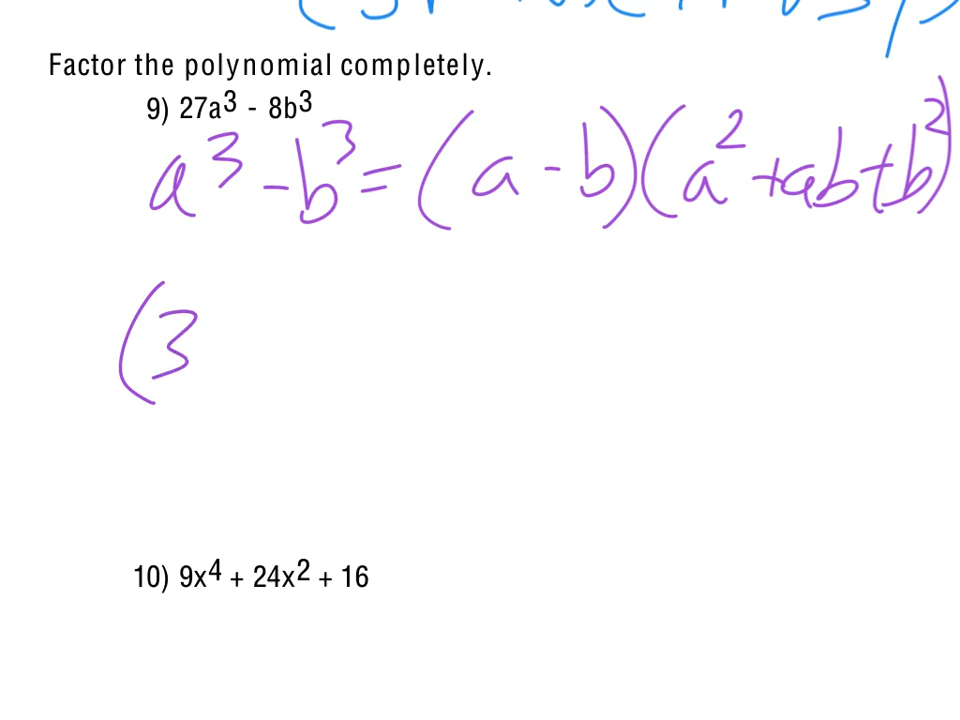 Factor the polynomial completely.
9) 27a³ - 8b³
a³ - b³ = (a - b)(a² + ab + b²)
(3
10) 9x⁴ + 24x² + 16